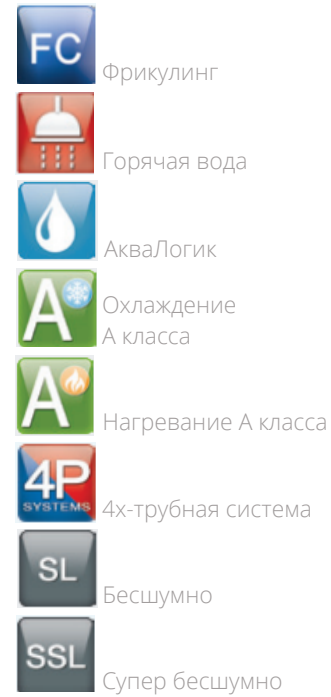 FC
Фрикулинг
Горячая вода
АкваЛогик
A
Охлаждение
А класса
A
Нагревание А класса
4P
SYSTEMS
4х-трубная система
SL
Бесшумно
SSL
Супер бесшумно